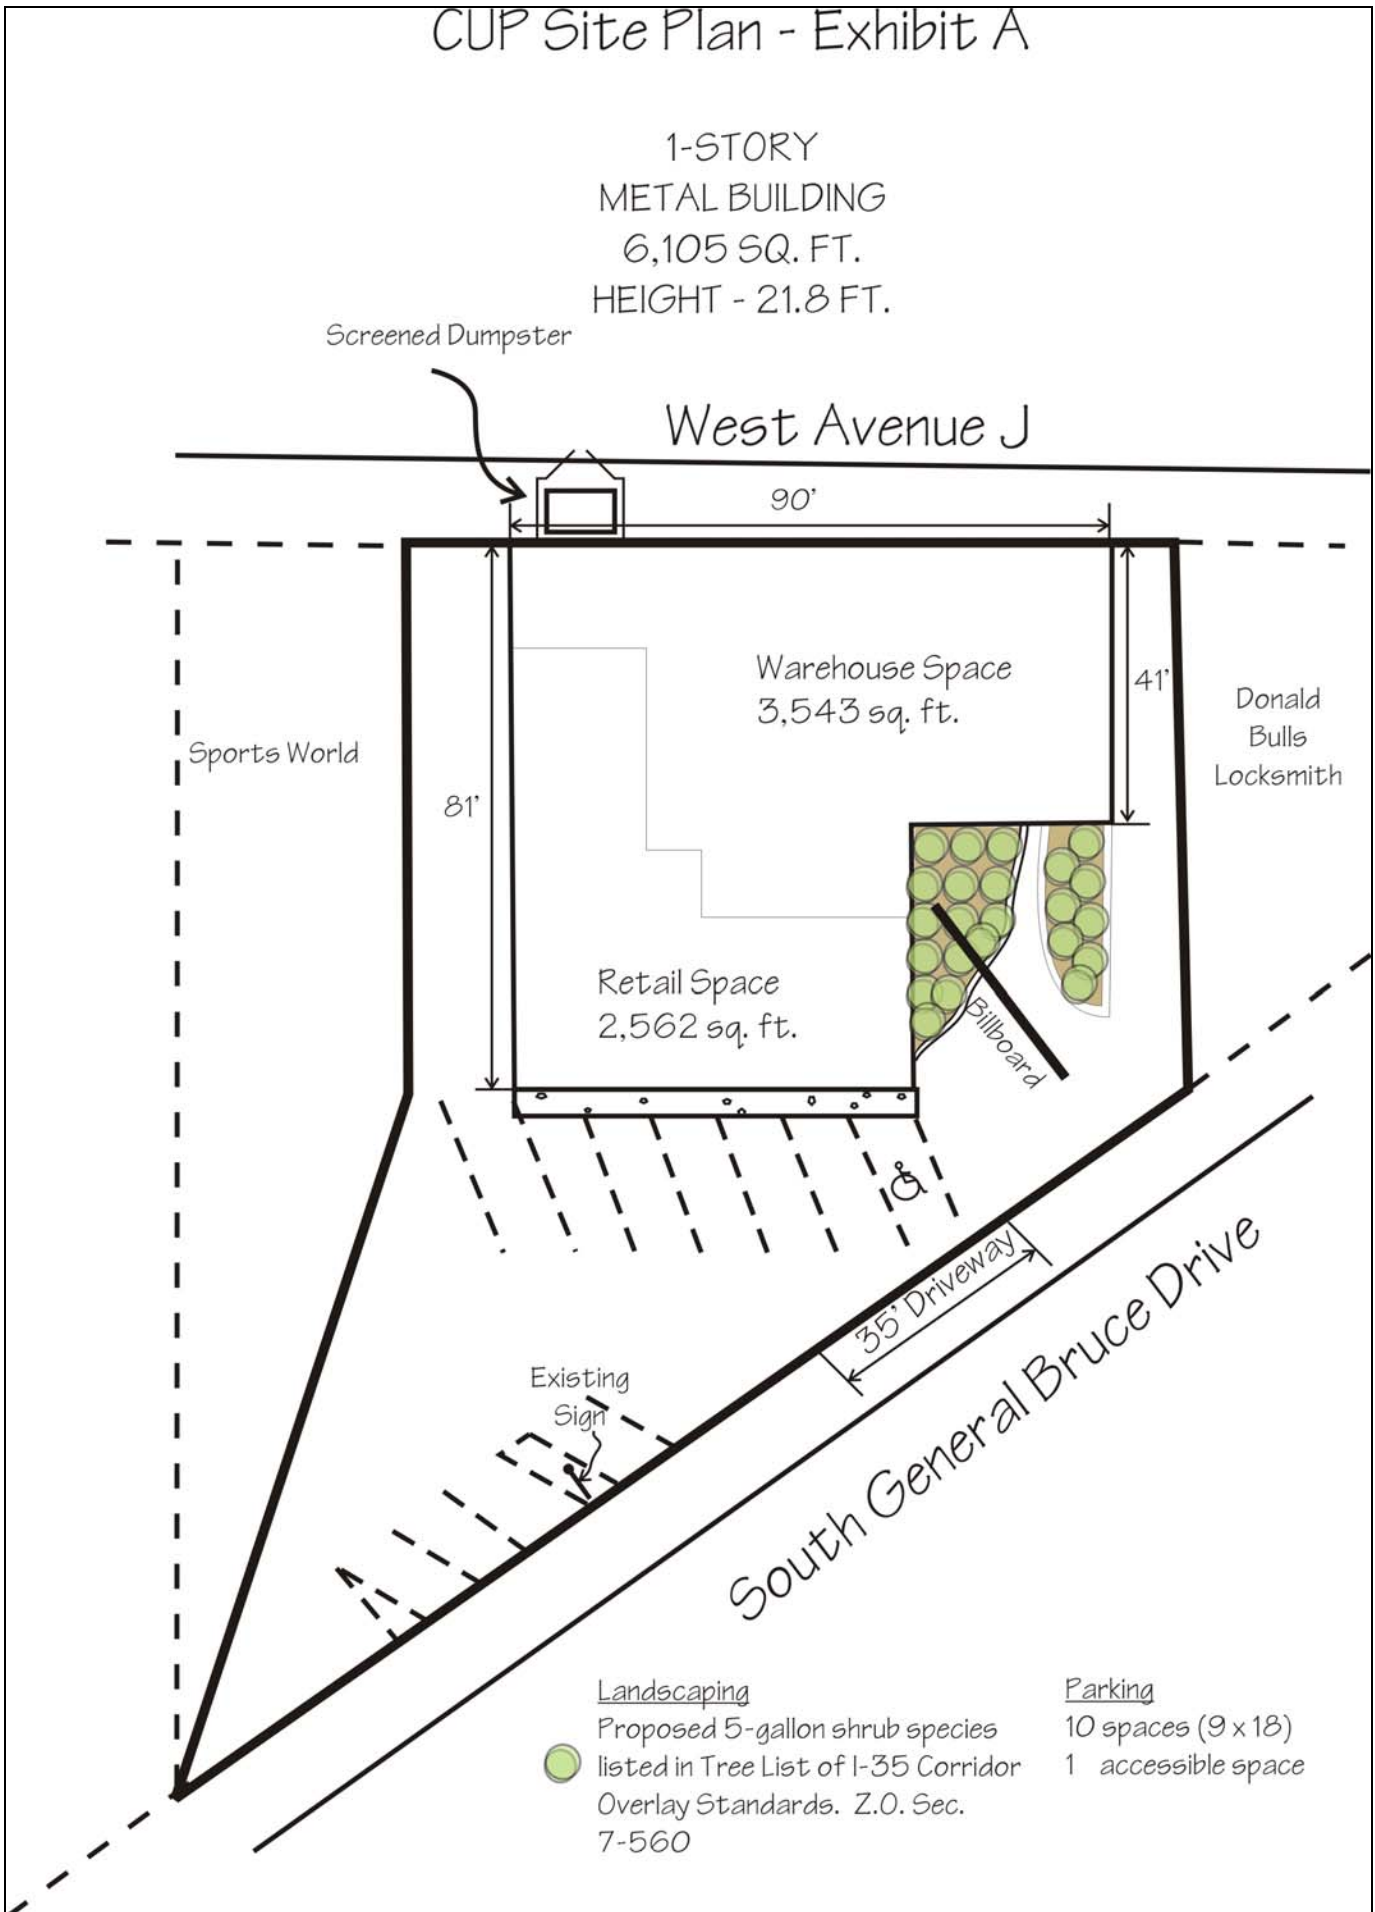 CUP Site Plan - Exhibit A
1-STORY
METAL BUILDING
6,105 SQ. FT.
HEIGHT - 21.8 FT.
Screened Dumpster
West Avenue J
90'
Warehouse Space
3,543 sq. ft.
41'
Donald
Bulls
Locksmith
Sports World
81'
Retail Space
2,562 sq. ft.
Billboard
35' Driveway
Existing
Sign
South General Bruce Drive
Landscaping
Proposed 5-gallon shrub species
listed in Tree List of I-35 Corridor
Overlay Standards. Z.O. Sec.
7-560
Parking
10 spaces (9 x 18)
1 accessible space